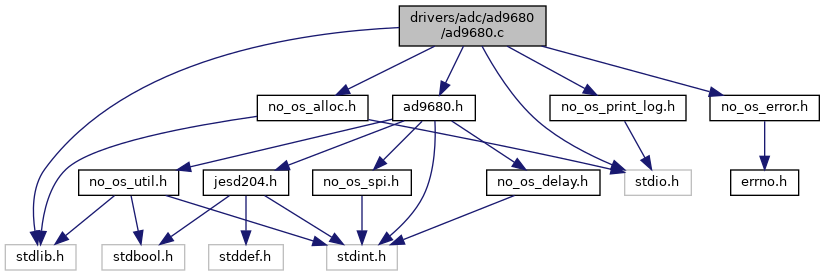 drivers/adc/ad9680
/ad9680.c
no_os_alloc.h
ad9680.h
no_os_print_log.h
no_os_error.h
no_os_util.h
jesd204.h
no_os_spi.h
no_os_delay.h
stdio.h
errno.h
stdlib.h
stdbool.h
stddef.h
stdint.h